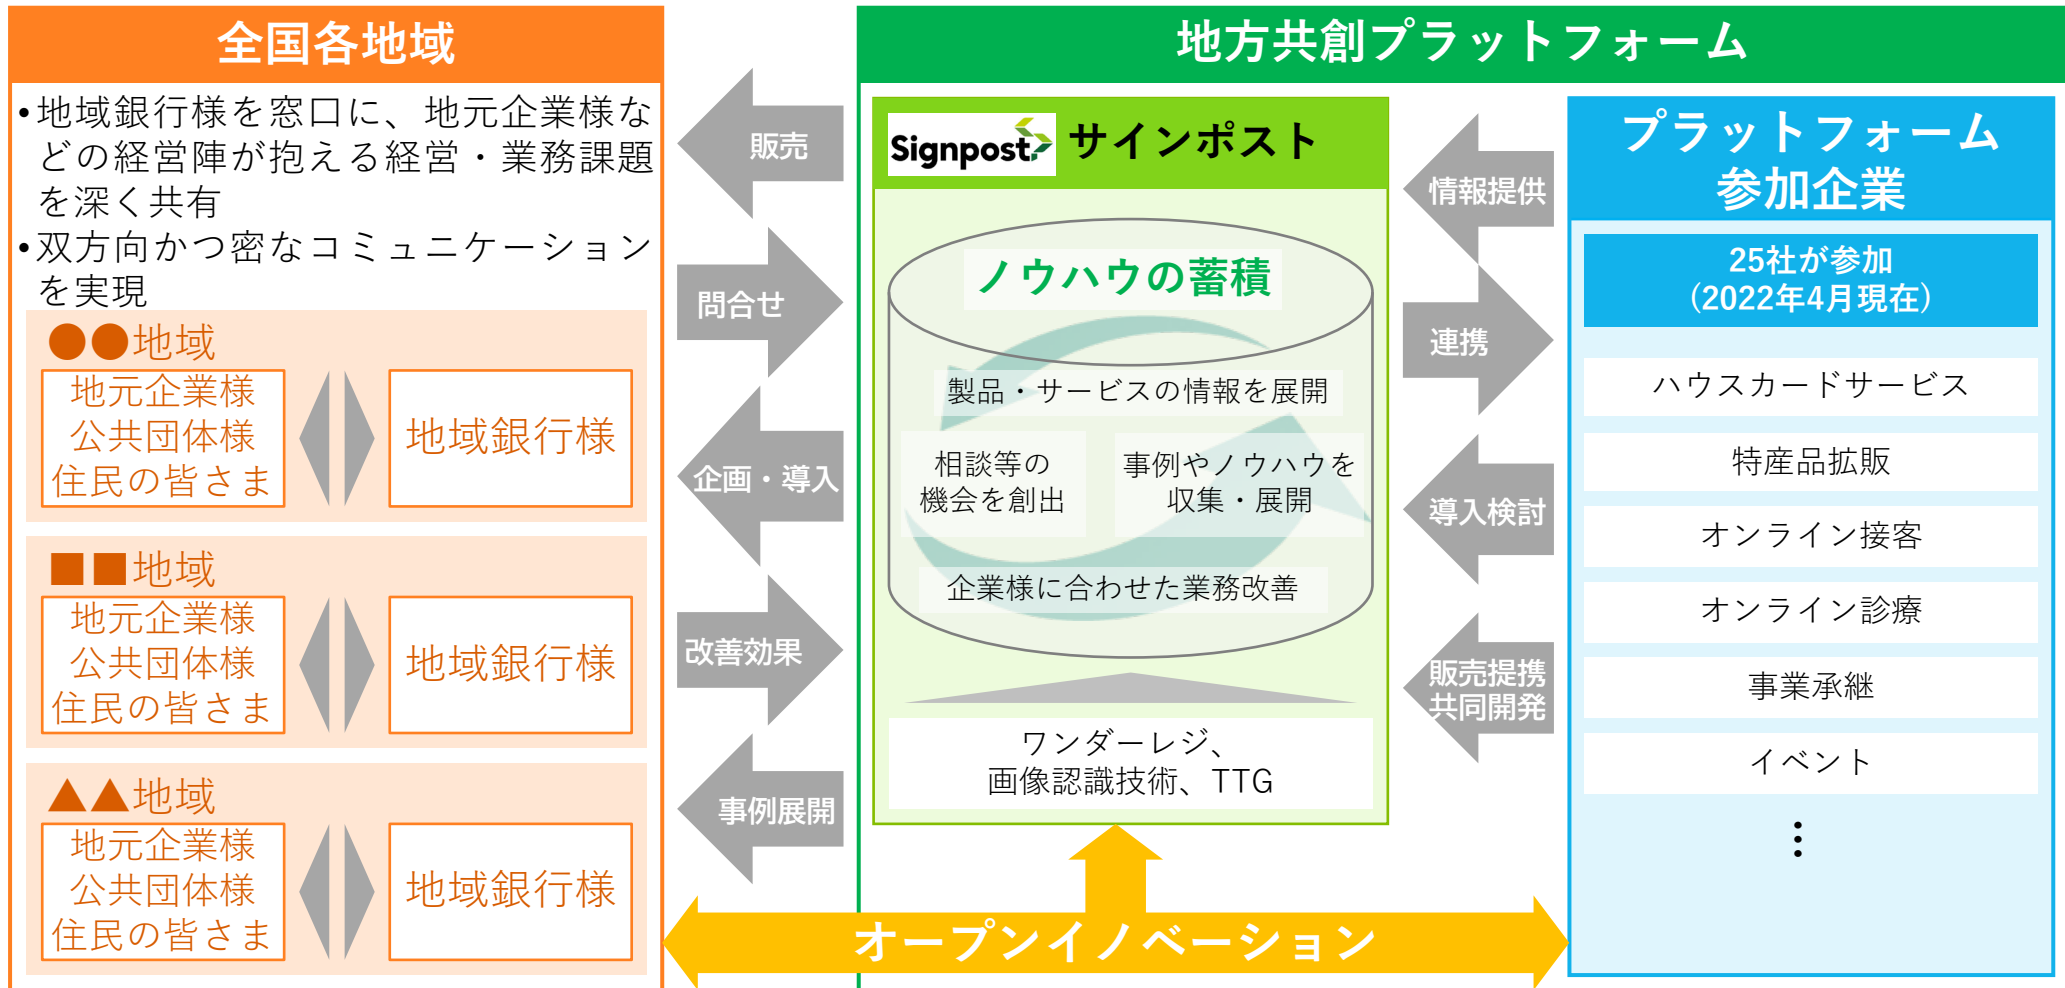 全国各地域
•地域銀行様を窓口に、地元企業様な
どの経営陣が抱える経営・業務課題
を深く共有
•双方向かつ密なコミュニケーション
を実現
●●地域
地元企業様
公共団体様
住民の皆さま
地域銀行様
■■地域
地元企業様
公共団体様
住民の皆さま
地域銀行様
▲▲地域
地元企業様
公共団体様
住民の皆さま
地域銀行様
販売
問合せ
企画・導入
改善効果
事例展開
地方共創プラットフォーム
Signpost サインポスト
ノウハウの蓄積
製品・サービスの情報を展開
相談等の
機会を創出
事例やノウハウを
収集・展開
企業様に合わせた業務改善
ワンダーレジ、
画像認識技術、TTG
情報提供
連携
導入検討
販売提携
共同開発
プラットフォーム
参加企業
25社が参加
(2022年4月現在)
ハウスカードサービス
特産品拡販
オンライン接客
オンライン診療
事業承継
イベント
⋮
オープンイノベーション